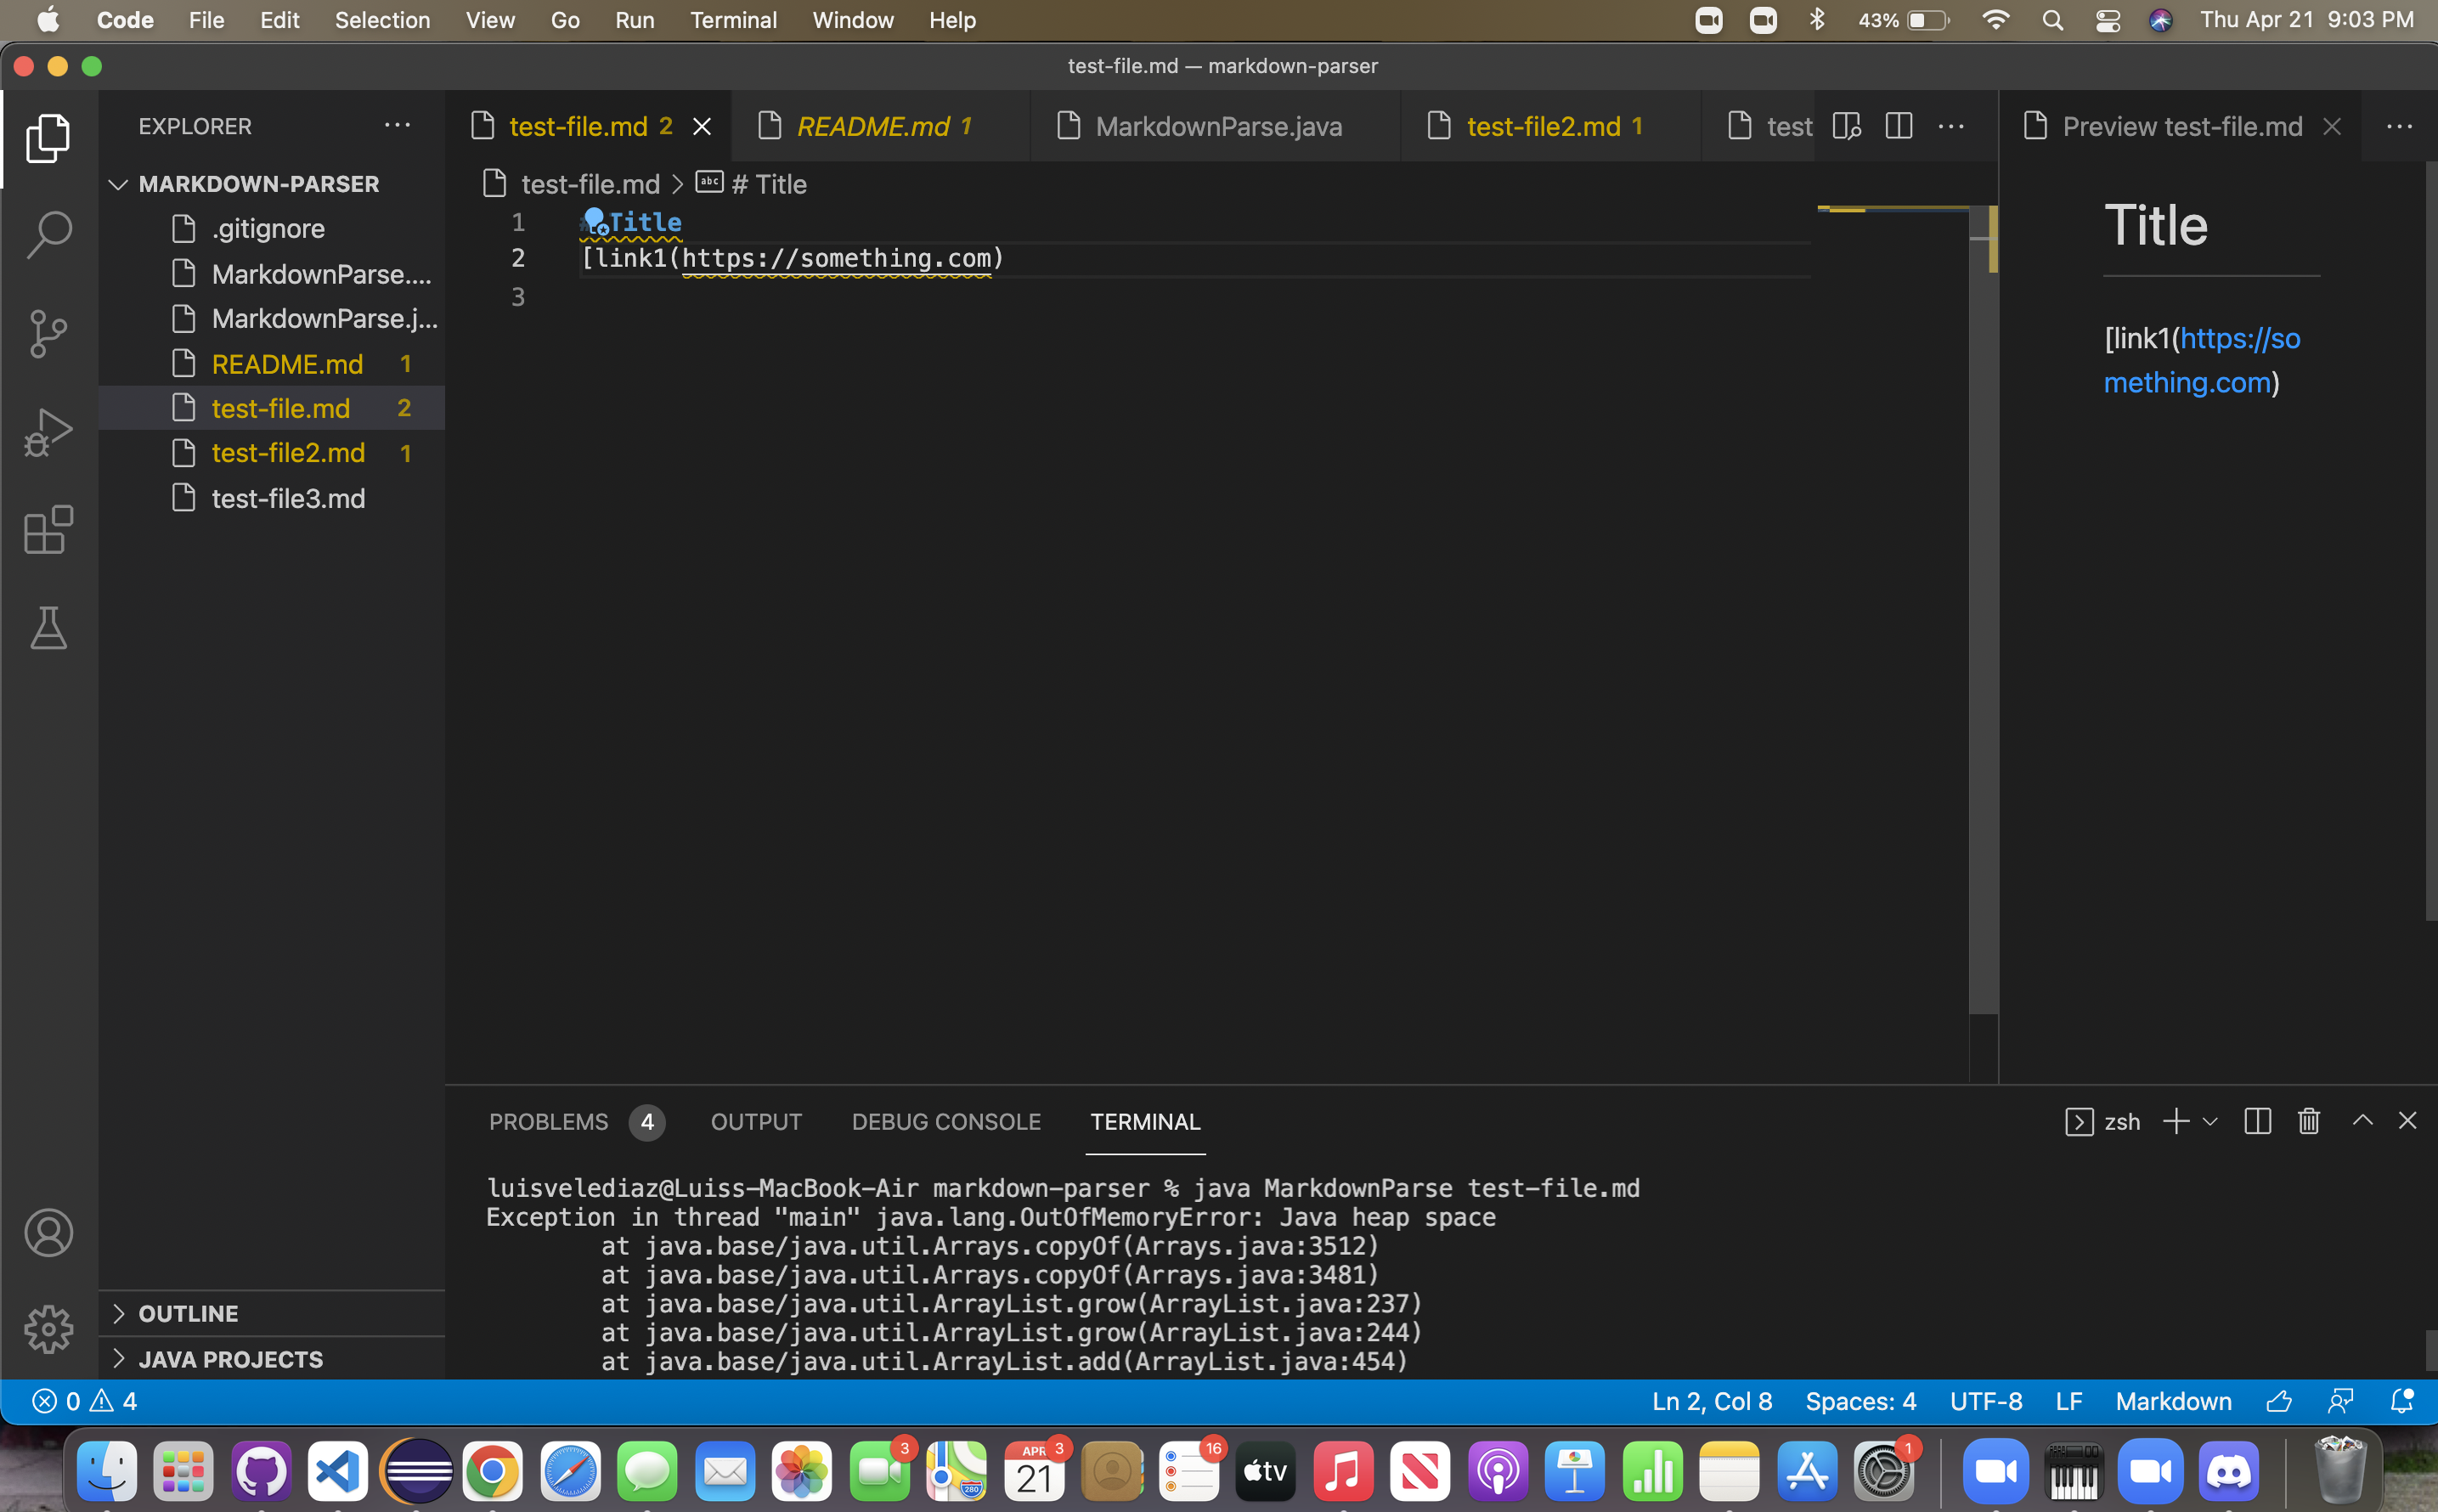 Code File Edit Selection View Go Run Terminal Window Help 43% Thu Apr 21 9:03 PM
test-file.md — markdown-parser
EXPLORER
test-file.md 2
README.md 1
MarkdownParse.java
test-file2.md 1
test
Preview test-file.md
MARKDOWN-PARSER
.gitignore
MarkdownParse....
MarkdownParse.j...
README.md 1
test-file.md 2
test-file2.md 1
test-file3.md
OUTLINE
JAVA PROJECTS
test-file.md > abc # Title
1 Title
2 [link1(https://something.com)
3
Title
[link1(https://so
mething.com)
PROBLEMS 4 OUTPUT DEBUG CONSOLE TERMINAL zsh
luisvelediaz@Luiss-MacBook-Air markdown-parser % java MarkdownParse test-file.md
Exception in thread "main" java.lang.OutOfMemoryError: Java heap space
at java.base/java.util.Arrays.copyOf(Arrays.java:3512)
at java.base/java.util.Arrays.copyOf(Arrays.java:3481)
at java.base/java.util.ArrayList.grow(ArrayList.java:237)
at java.base/java.util.ArrayList.grow(ArrayList.java:244)
at java.base/java.util.ArrayList.add(ArrayList.java:454)
0 4 Ln 2, Col 8 Spaces: 4 UTF-8 LF Markdown
3 280 APR 21 3 16 tv 1